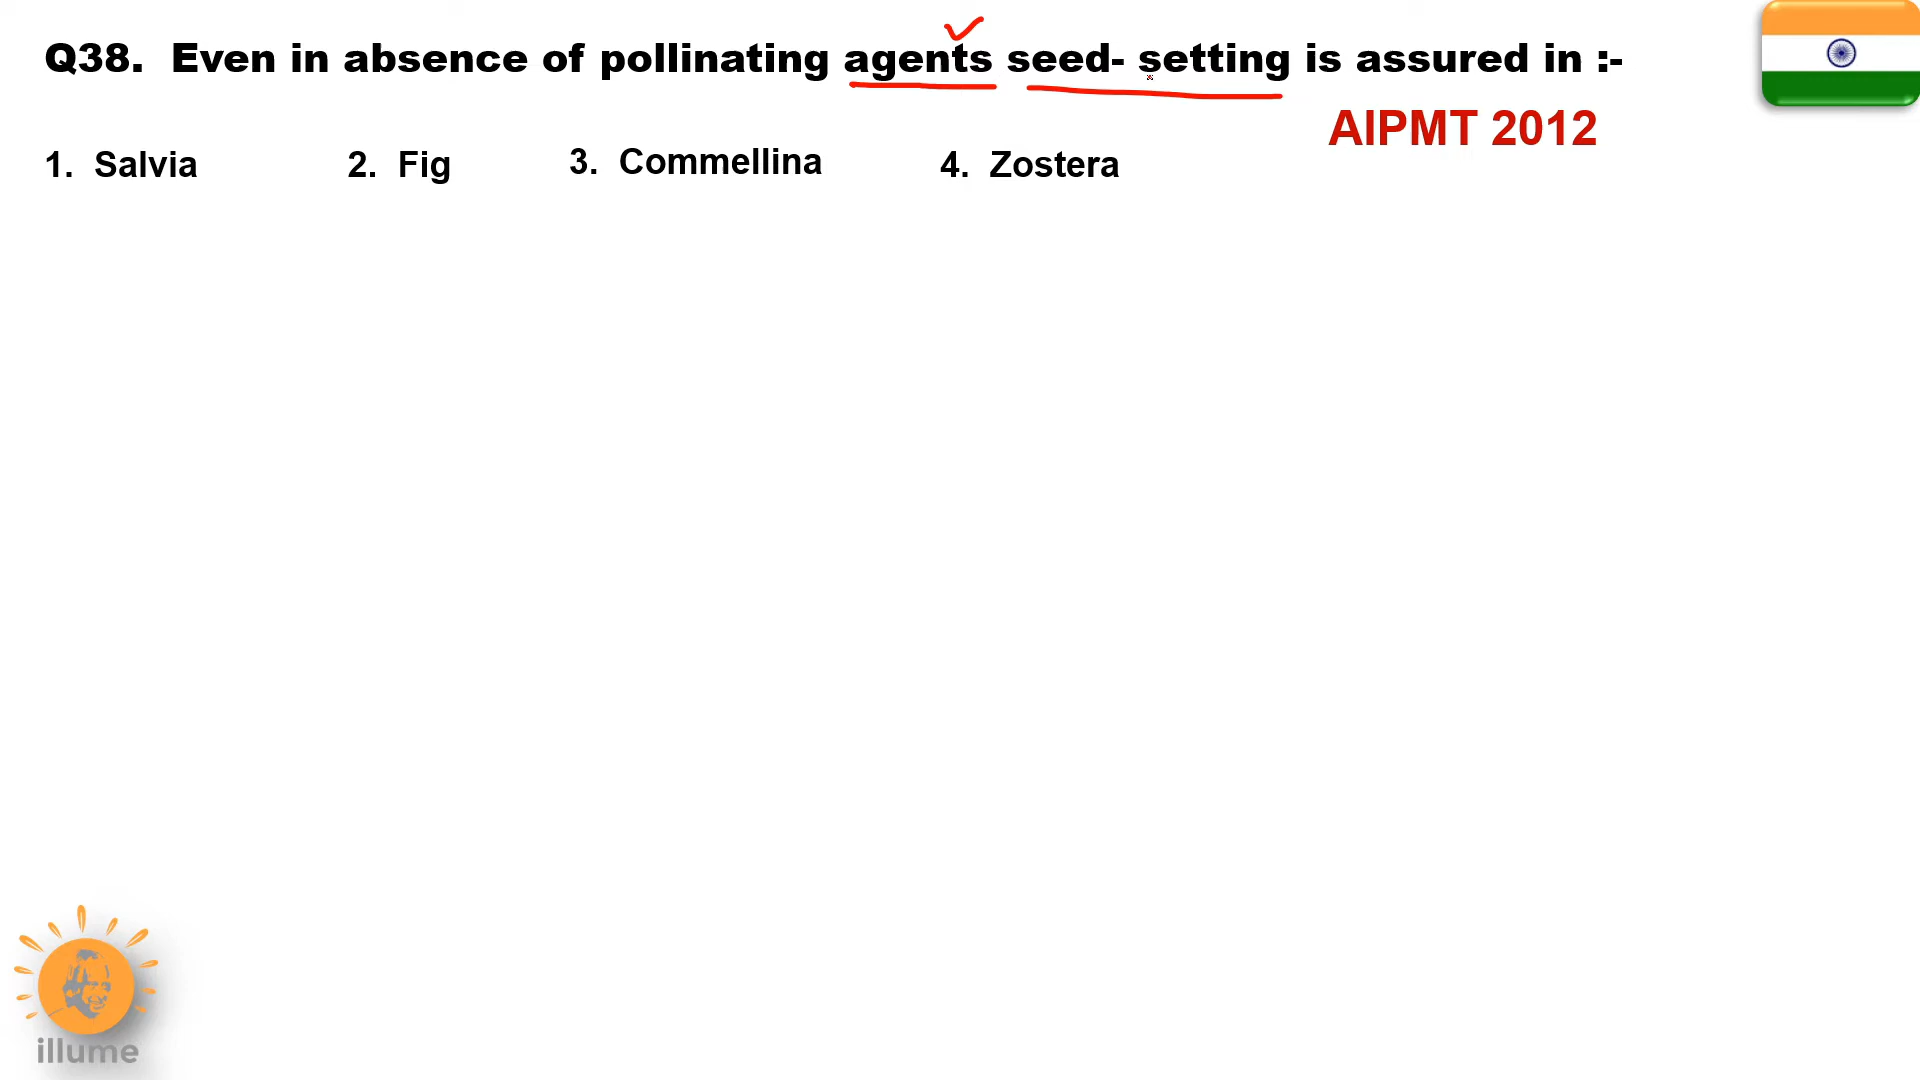 Q38. Even in absence of pollinating agents seed- setting is assured in :-
AIPMT 2012
1. Salvia 2. Fig 3. Commellina 4. Zostera
illume